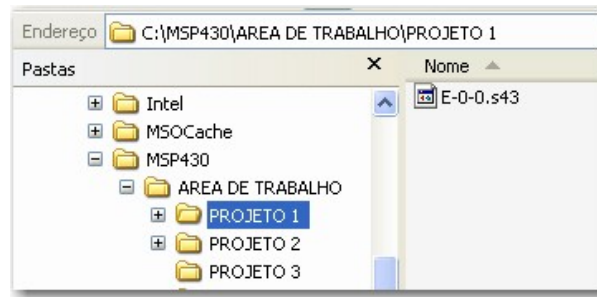 Endereço C:\MSP430\AREA DE TRABALHO\PROJETO 1
Pastas × Nome
Intel E-0-0.s43
MSOCache
MSP430
AREA DE TRABALHO
PROJETO 1
PROJETO 2
PROJETO 3